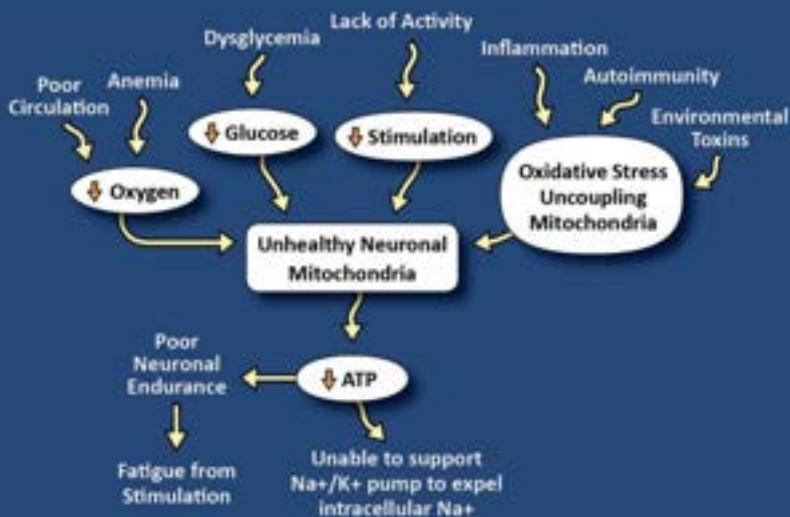 Lack of Activity
Dysglycemia
Inflammation
Autoimmunity
Poor
Circulation
Anemia
Environmental
Toxins
Glucose
Stimulation
Oxygen
Oxidative Stress
Uncoupling
Mitochondria
Unhealthy Neuronal
Mitochondria
Poor
Neuronal
Endurance
ATP
Fatigue from
Stimulation
Unable to support
Na+/K+ pump to expel
intracellular Na+